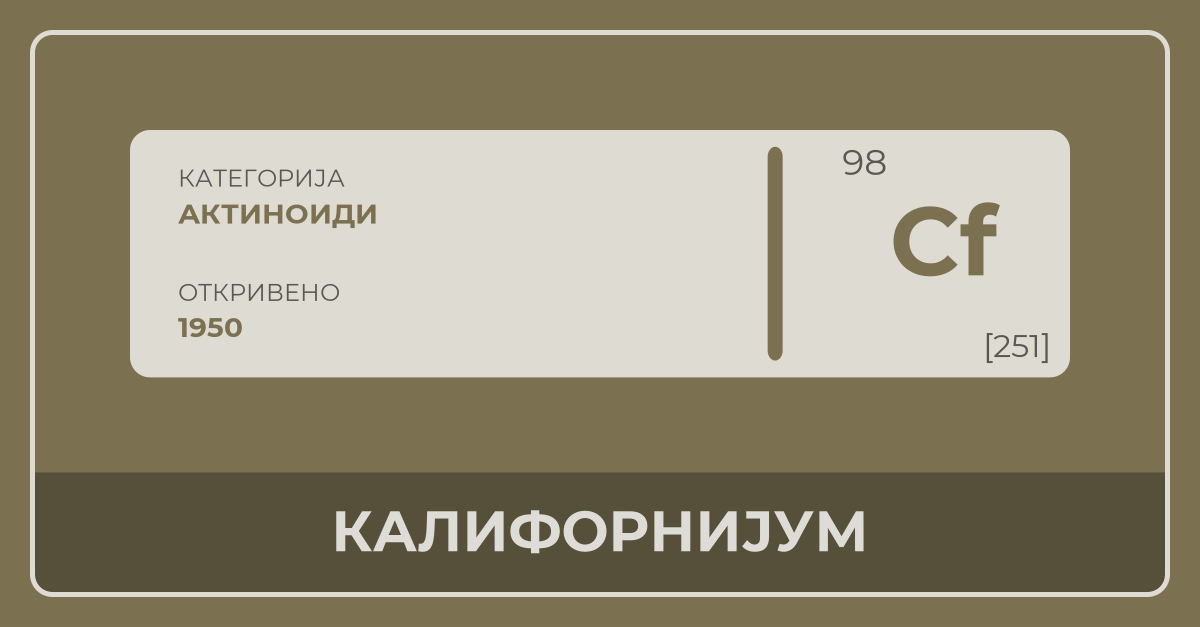 КАТЕГОРИЈА
АКТИНОИДИ
ОТКРИВЕНО
1950
98
Cf
[251]
КАЛИФОРНИЈУМ